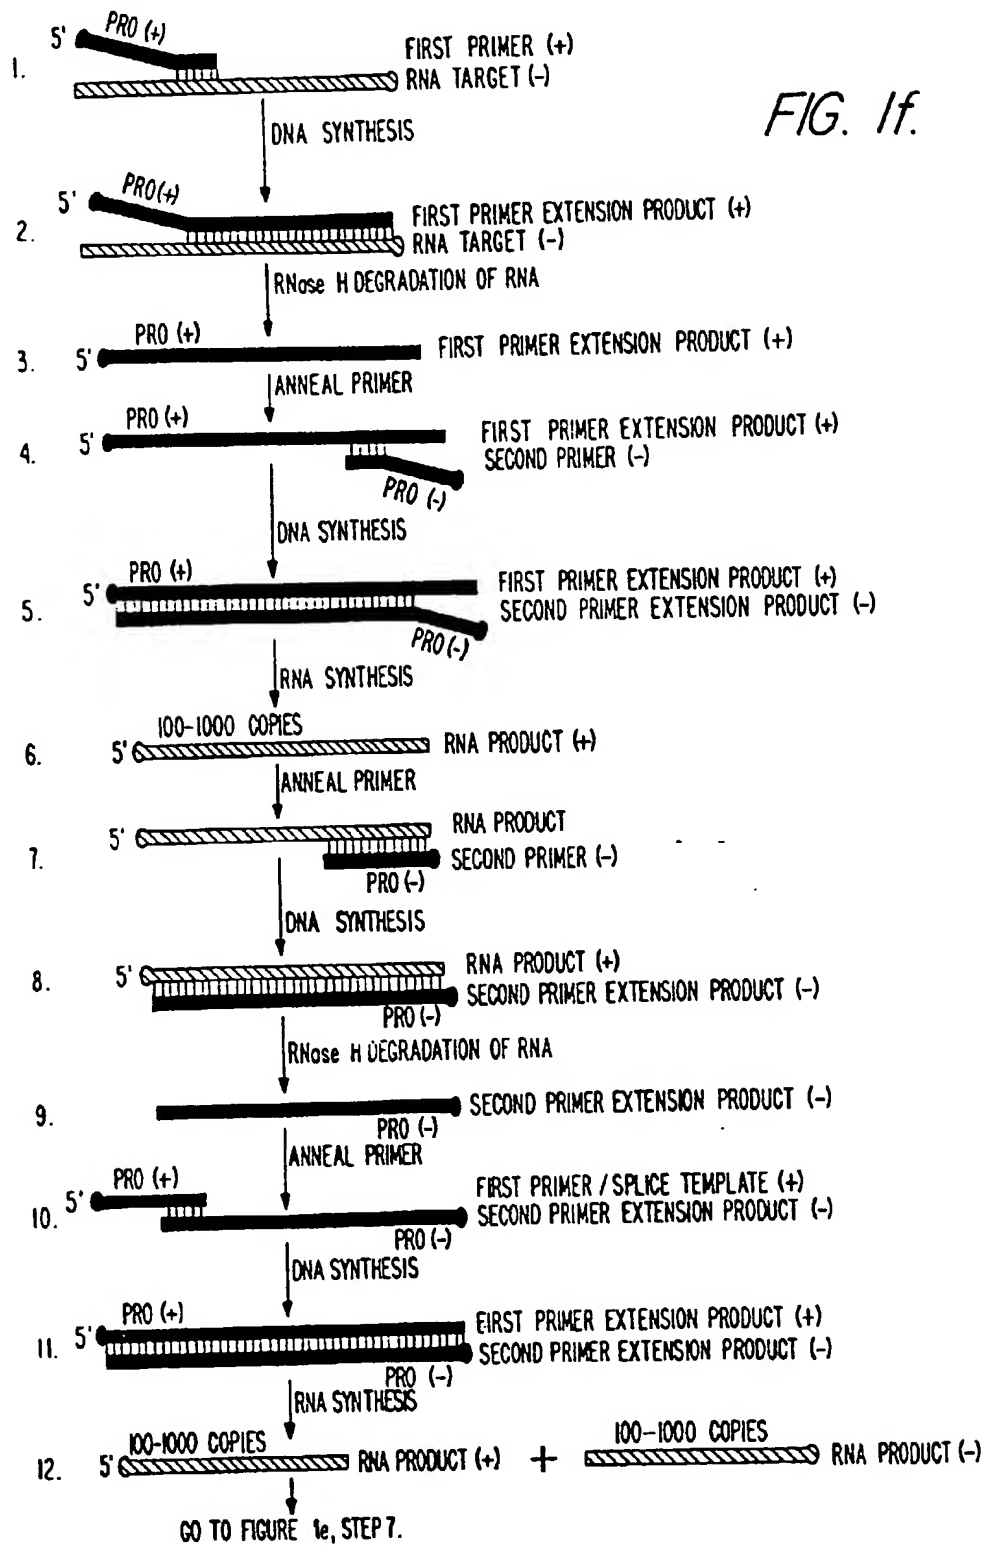 FIG. 1f.
1.
5'
PRO (+)
FIRST PRIMER (+)
RNA TARGET (-)
DNA SYNTHESIS
2.
5'
PRO (+)
FIRST PRIMER EXTENSION PRODUCT (+)
RNA TARGET (-)
RNase H DEGRADATION OF RNA
3.
5'
PRO (+)
FIRST PRIMER EXTENSION PRODUCT (+)
ANNEAL PRIMER
4.
5'
PRO (+)
FIRST PRIMER EXTENSION PRODUCT (+)
SECOND PRIMER (-)
PRO (-)
DNA SYNTHESIS
5.
5'
PRO (+)
FIRST PRIMER EXTENSION PRODUCT (+)
SECOND PRIMER EXTENSION PRODUCT (-)
PRO (-)
RNA SYNTHESIS
6.
5'
100-1000 COPIES
RNA PRODUCT (+)
ANNEAL PRIMER
7.
5'
RNA PRODUCT
SECOND PRIMER (-)
PRO (-)
DNA SYNTHESIS
8.
5'
RNA PRODUCT (+)
SECOND PRIMER EXTENSION PRODUCT (-)
PRO (-)
RNase H DEGRADATION OF RNA
9.
SECOND PRIMER EXTENSION PRODUCT (-)
PRO (-)
ANNEAL PRIMER
10.
5'
PRO (+)
FIRST PRIMER / SPLICE TEMPLATE (+)
SECOND PRIMER EXTENSION PRODUCT (-)
PRO (-)
DNA SYNTHESIS
11.
5'
PRO (+)
FIRST PRIMER EXTENSION PRODUCT (+)
SECOND PRIMER EXTENSION PRODUCT (-)
PRO (-)
RNA SYNTHESIS
12.
5'
100-1000 COPIES
RNA PRODUCT (+)
+
100-1000 COPIES
RNA PRODUCT (-)
GO TO FIGURE 1e, STEP 7.